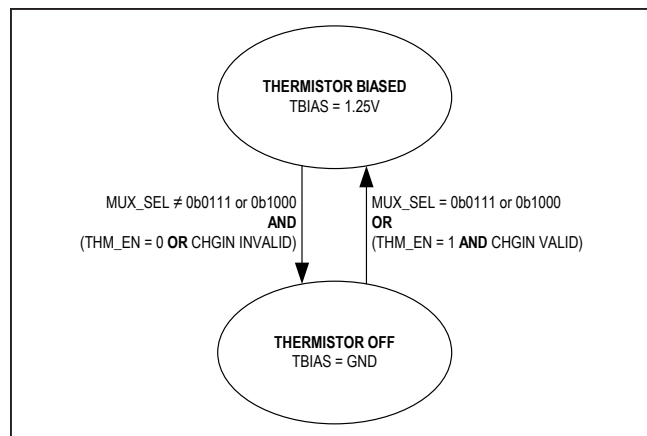 THERMISTOR BIASED
TBIAS = 1.25V
MUX_SEL ≠ 0b0111 or 0b1000
AND
(THM_EN = 0 OR CHGIN INVALID)
MUX_SEL = 0b0111 or 0b1000
OR
(THM_EN = 1 AND CHGIN VALID)
THERMISTOR OFF
TBIAS = GND